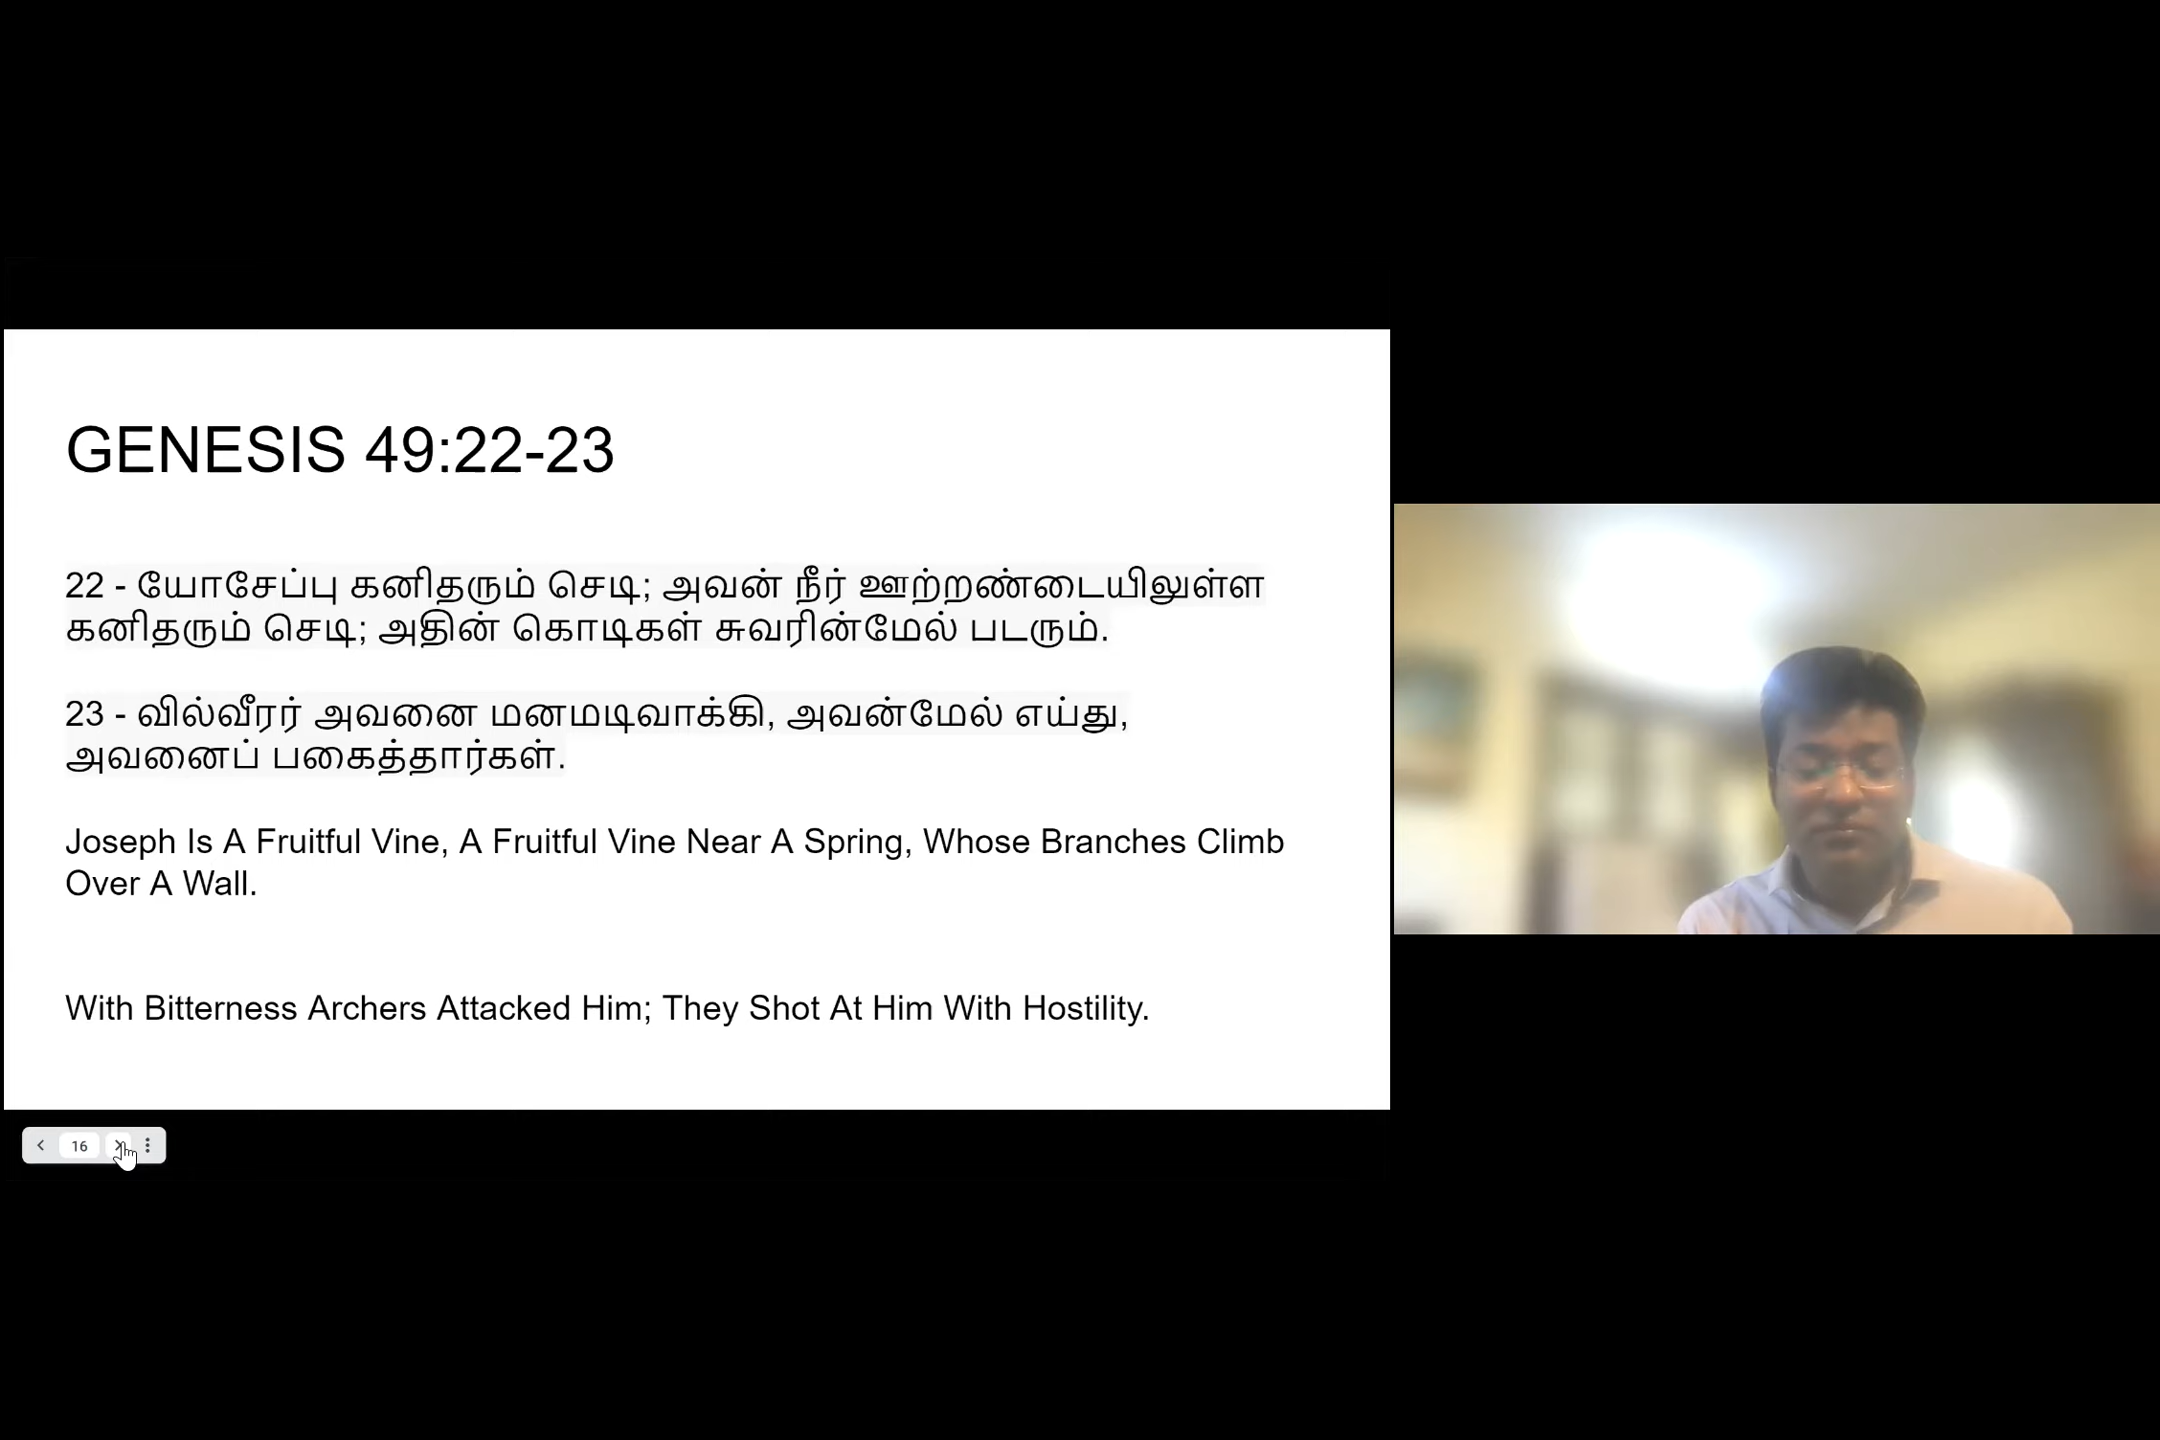 GENESIS 49:22-23
22 - யோசேப்பு கனிதரும் செடி; அவன் நீர் ஊற்றண்டையிலுள்ள
கனிதரும் செடி; அதின் கொடிகள் சுவரின்மேல் படரும்.
23 - வில்வீரர் அவனை மனமடிவாக்கி, அவன்மேல் எய்து,
அவனைப் பகைத்தார்கள்.
Joseph Is A Fruitful Vine, A Fruitful Vine Near A Spring, Whose Branches Climb
Over A Wall.
With Bitterness Archers Attacked Him; They Shot At Him With Hostility.
16